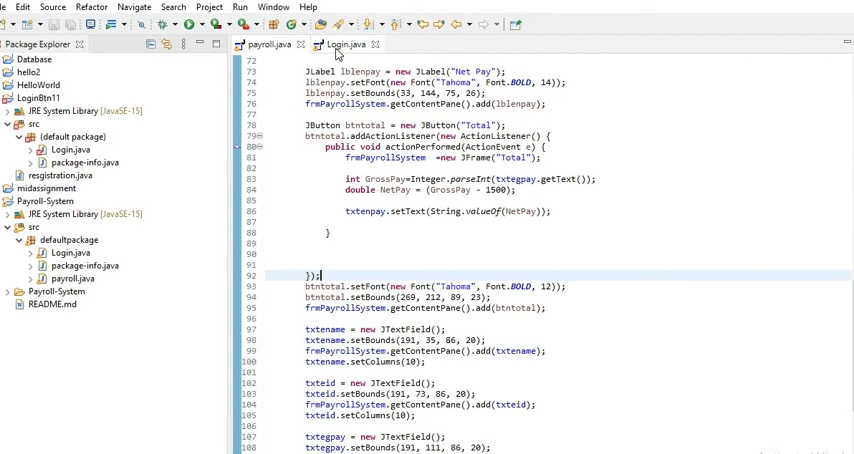 Edit Source Refactor Navigate Search Project Run Window Help
Package Explorer
payroll.java
Login.java
Database
hello2
HelloWorld
LoginBtn11
JRE System Library [JavaSE-15]
src
(default package)
Login.java
package-info.java
resgistration.java
midassignment
Payroll-System
JRE System Library [JavaSE-15]
src
defaultpackage
Login.java
package-info.java
payroll.java
Payroll-System
README.md
72
73 JLabel lblenpay = new JLabel("Net Pay");
74 lblenpay.setFont(new Font("Tahoma", Font.BOLD, 14));
75 lblenpay.setBounds(33, 144, 75, 26);
76 frmPayrollSystem.getContentPane().add(lblenpay);
77
78 JButton btntotal = new JButton("Total");
79 btntotal.addActionListener(new ActionListener() {
80 public void actionPerformed(ActionEvent e) {
81 frmPayrollSystem =new JFrame("Total");
82
83 int GrossPay=Integer.parseInt(txtegpay.getText());
84 double NetPay = (GrossPay - 1500);
85
86 txtenpay.setText(String.valueOf(NetPay));
87
88 }
89
90
91
92 });
93 btntotal.setFont(new Font("Tahoma", Font.BOLD, 12));
94 btntotal.setBounds(269, 212, 89, 23);
95 frmPayrollSystem.getContentPane().add(btntotal);
96
97 txtename = new JTextField();
98 txtename.setBounds(191, 35, 86, 20);
99 frmPayrollSystem.getContentPane().add(txtename);
100 txtename.setColumns(10);
101
102 txteid = new JTextField();
103 txteid.setBounds(191, 73, 86, 20);
104 frmPayrollSystem.getContentPane().add(txteid);
105 txteid.setColumns(10);
106
107 txtegpay = new JTextField();
108 txtegpay.setBounds(191, 111, 86, 20);